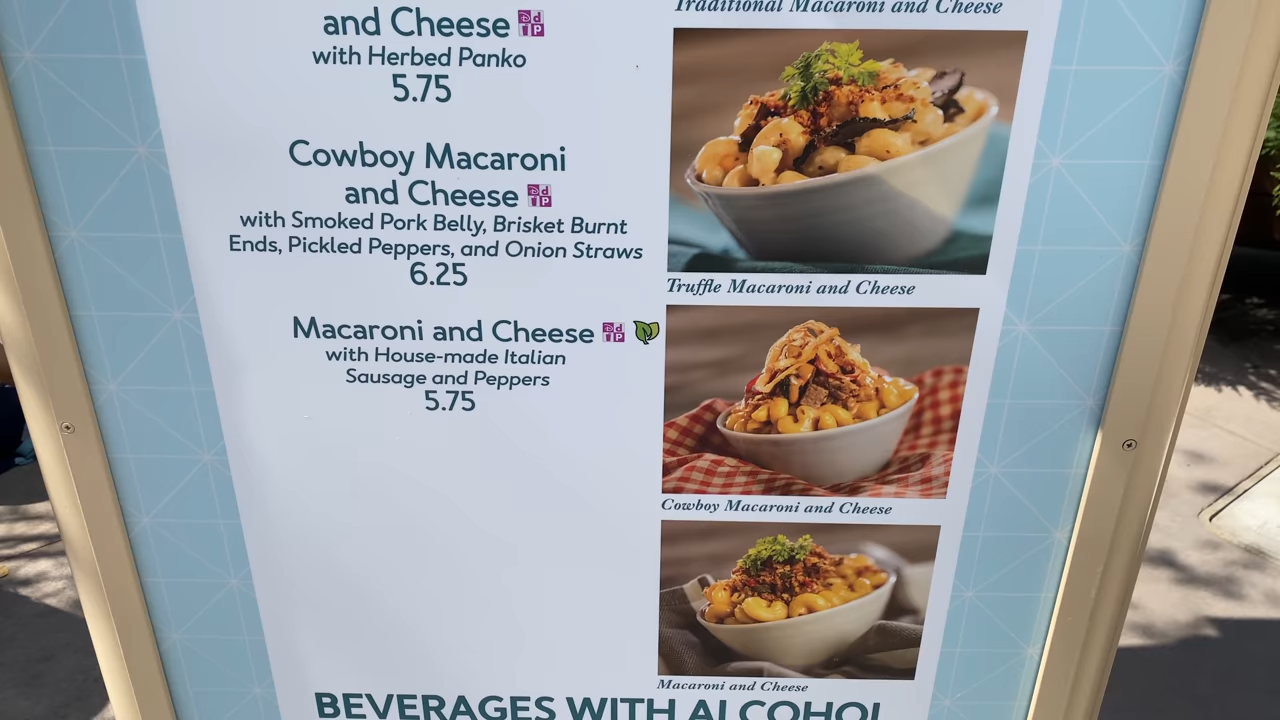 and Cheese
with Herbed Panko
5.75
Cowboy Macaroni
and Cheese
with Smoked Pork Belly, Brisket Burnt
Ends, Pickled Peppers, and Onion Straws
6.25
Macaroni and Cheese
with House-made Italian
Sausage and Peppers
5.75
Traditional Macaroni and Cheese
Truffle Macaroni and Cheese
Cowboy Macaroni and Cheese
Macaroni and Cheese
BEVERAGES WITH ALCOHOL